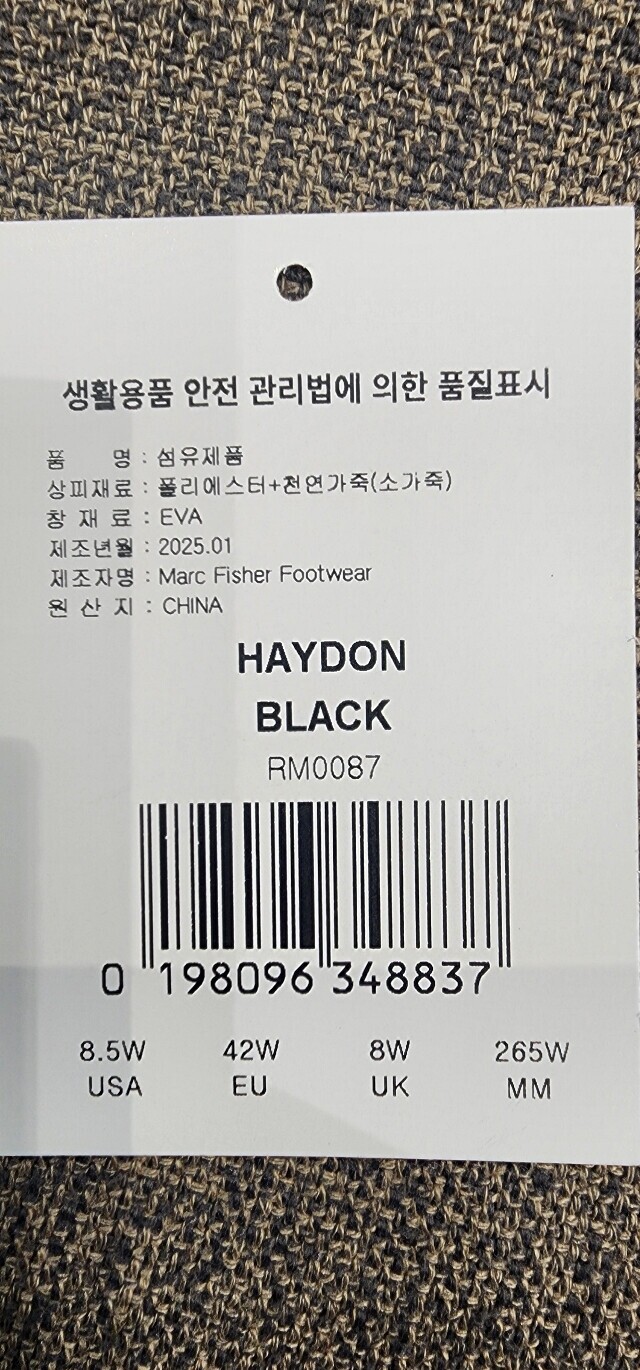 생활용품 안전 관리법에 의한 품질표시
품 명 : 섬유제품
상피재료 : 폴리에스터+천연가죽(소가죽)
창 재 료 : EVA
제조년월 : 2025.01
제조자명 : Marc Fisher Footwear
원 산 지 : CHINA
HAYDON
BLACK
RM0087
0 198096 348837
8.5W 42W 8W 265W
USA EU UK MM